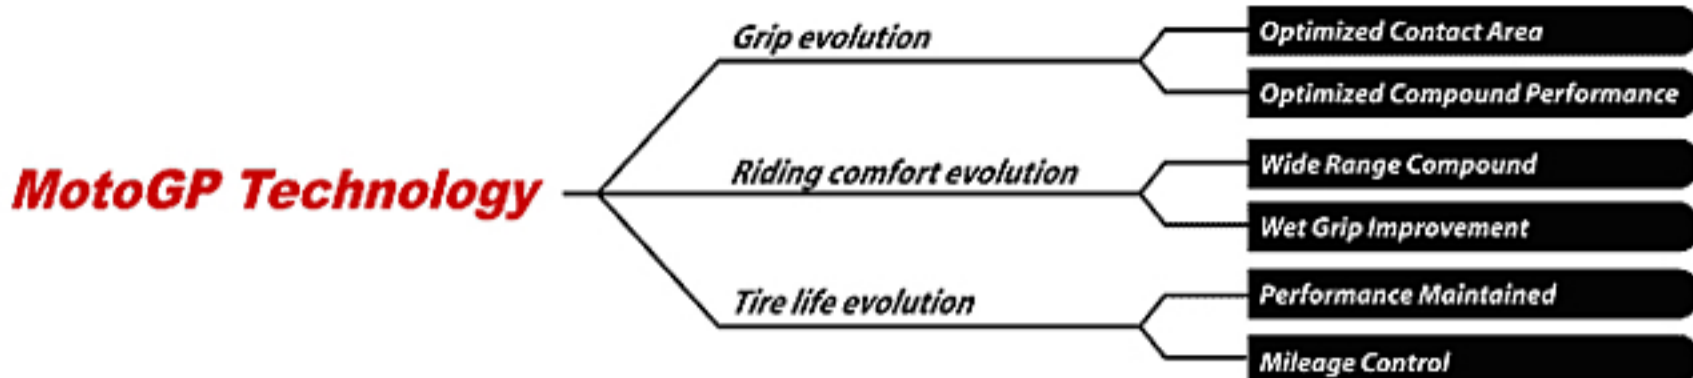 MotoGP Technology
Grip evolution
Optimized Contact Area
Optimized Compound Performance
Riding comfort evolution
Wide Range Compound
Wet Grip Improvement
Tire life evolution
Performance Maintained
Mileage Control